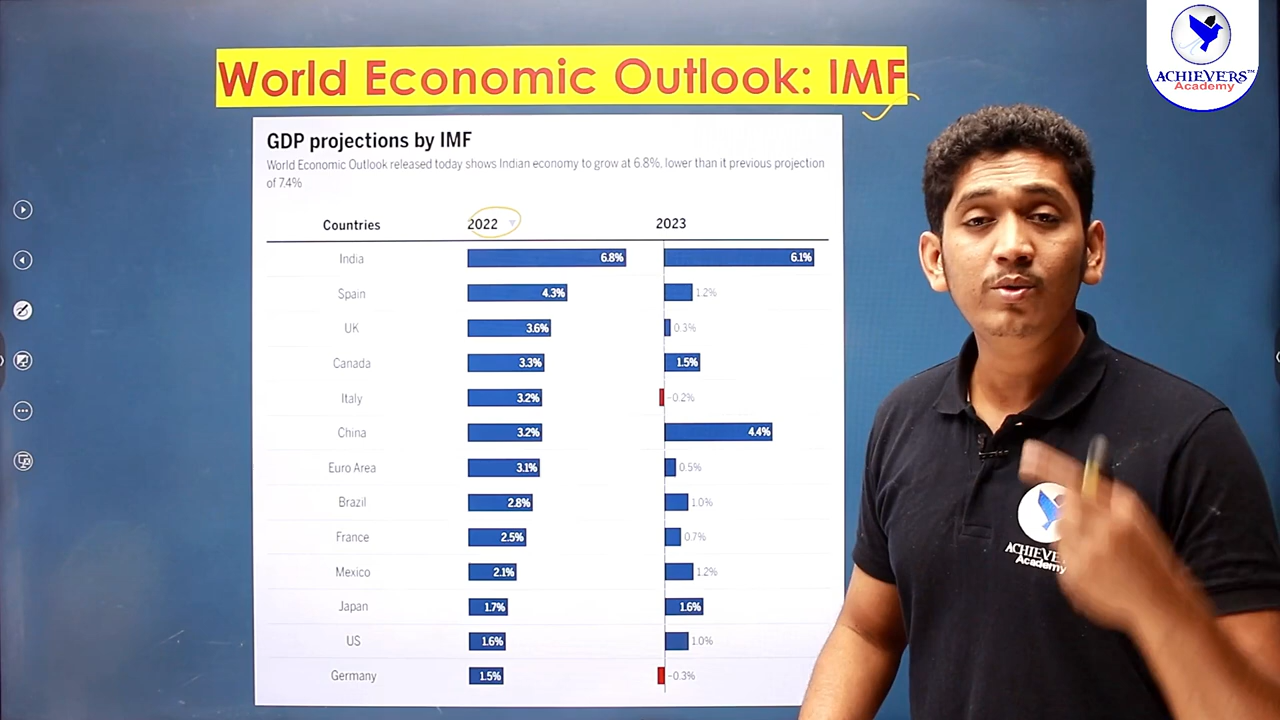 World Economic Outlook: IMF
ACHIEVERS™
Academy
GDP projections by IMF
World Economic Outlook released today shows Indian economy to grow at 6.8%, lower than it previous projection
of 7.4%
Countries 2022 2023
India 6.8% 6.1%
Spain 4.3% 1.2%
UK 3.6% 0.3%
Canada 3.3% 1.5%
Italy 3.2% -0.2%
China 3.2% 4.4%
Euro Area 3.1% 0.5%
Brazil 2.8% 1.0%
France 2.5% 0.7%
Mexico 2.1% 1.2%
Japan 1.7% 1.6%
US 1.6% 1.0%
Germany 1.5% -0.3%
Academy